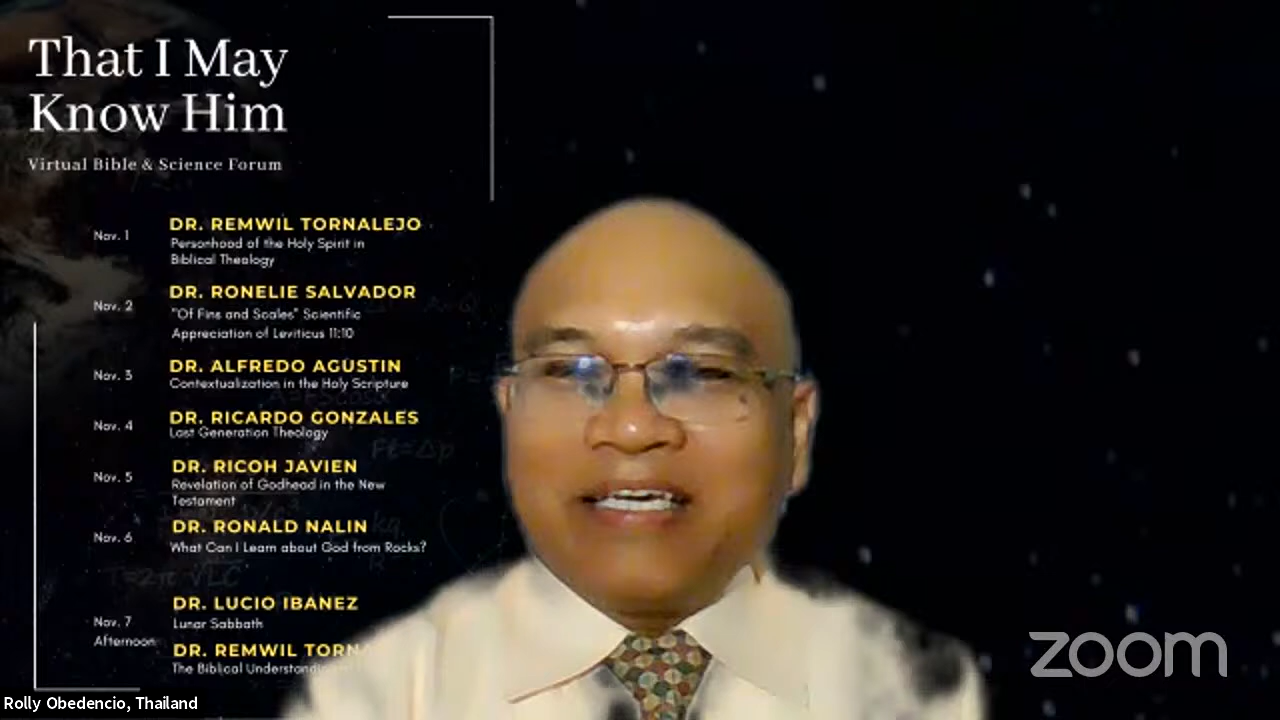 That I May
Know Him
Virtual Bible & Science Forum
Nov. 1
DR. REMWIL TORNALEJO
Personhood of the Holy Spirit in
Biblical Theology
Nov. 2
DR. RONELIE SALVADOR
"Of Fins and Scales" Scientific
Appreciation of Leviticus 11:10
Nov. 3
DR. ALFREDO AGUSTIN
Contextualization in the Holy Scripture
Nov. 4
DR. RICARDO GONZALES
Last Generation Theology
Nov. 5
DR. RICOH JAVIEN
Revelation of Godhead in the New
Testament
Nov. 6
DR. RONALD NALIN
What Can I Learn about God from Rocks?
Nov. 7
Afternoon
DR. LUCIO IBANEZ
Lunar Sabbath
DR. REMWIL TORNA
The Biblical
zoom
Rolly Obedencio, Thailand